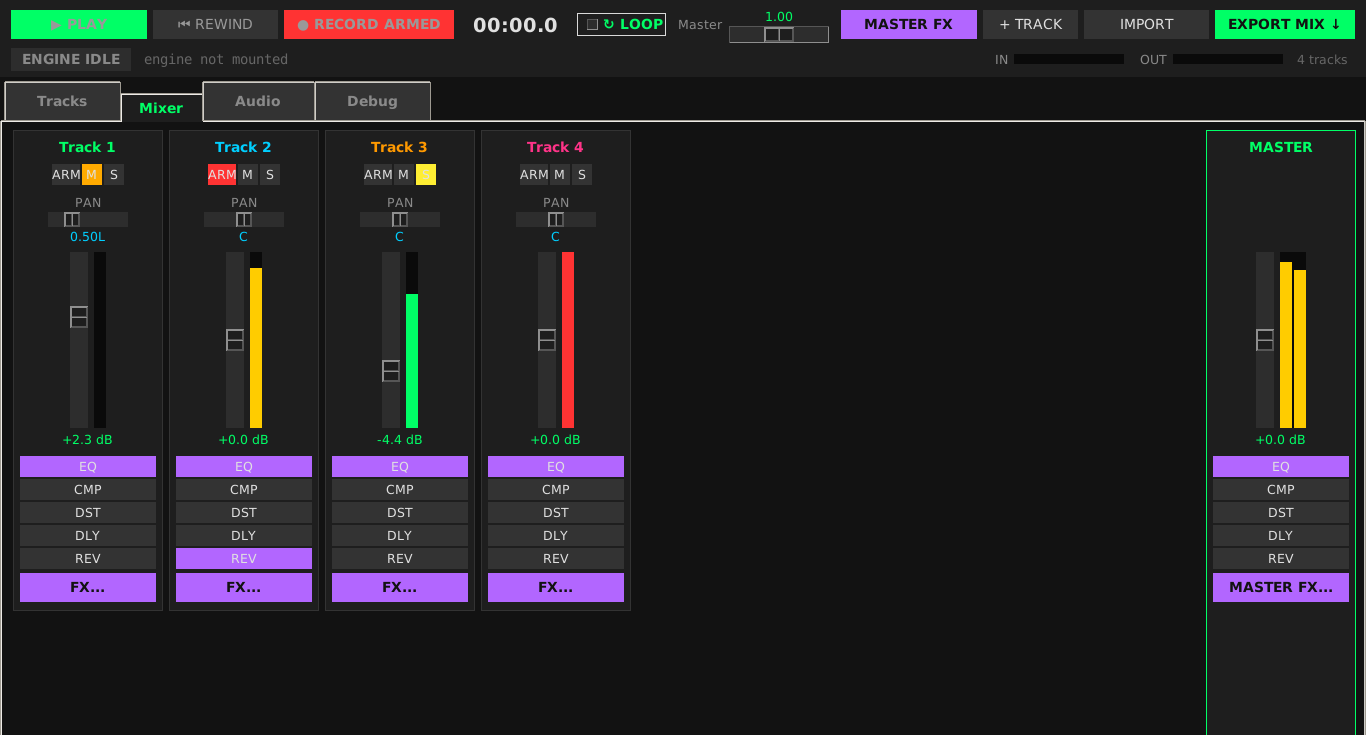 ▶ PLAY ⏮ REWIND ● RECORD ARMED 00:00.0 ↻ LOOP Master 1.00 MASTER FX + TRACK IMPORT EXPORT MIX ↓
ENGINE IDLE engine not mounted IN OUT 4 tracks
Tracks Mixer Audio Debug
Track 1 Track 2 Track 3 Track 4 MASTER
ARM M S ARM M S ARM M S ARM M S
PAN PAN PAN PAN
0.50L C C C
+2.3 dB +0.0 dB -4.4 dB +0.0 dB +0.0 dB
EQ EQ EQ EQ EQ
CMP CMP CMP CMP CMP
DST DST DST DST DST
DLY DLY DLY DLY DLY
REV REV REV REV REV
FX... FX... FX... FX... MASTER FX...